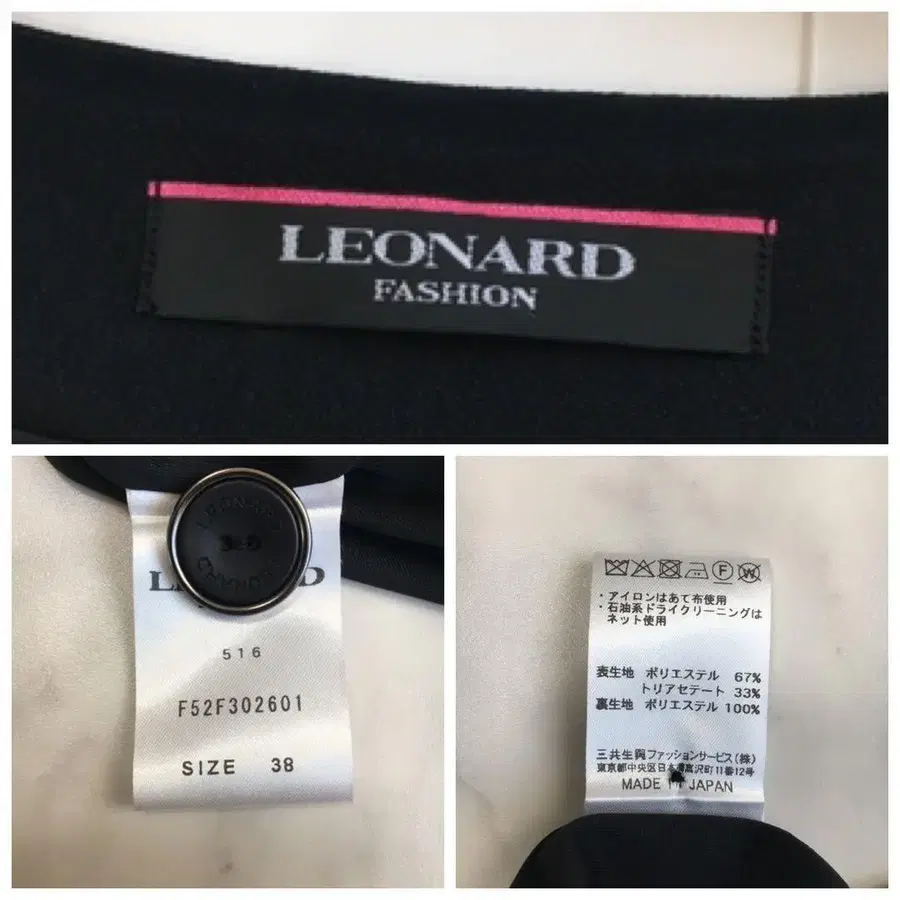 LEONARD
FASHION
LEONARD
516
F52F302601
SIZE 38
・アイロンはあて布使用
・石油系ドライクリーニングは
ネット使用
表生地 ポリエステル 67%
トリアセテート 33%
裏生地 ポリエステル 100%
三共生興ファッションサービス(株)
東京都中央区日本橋富沢町11番12号
MADE IN JAPAN